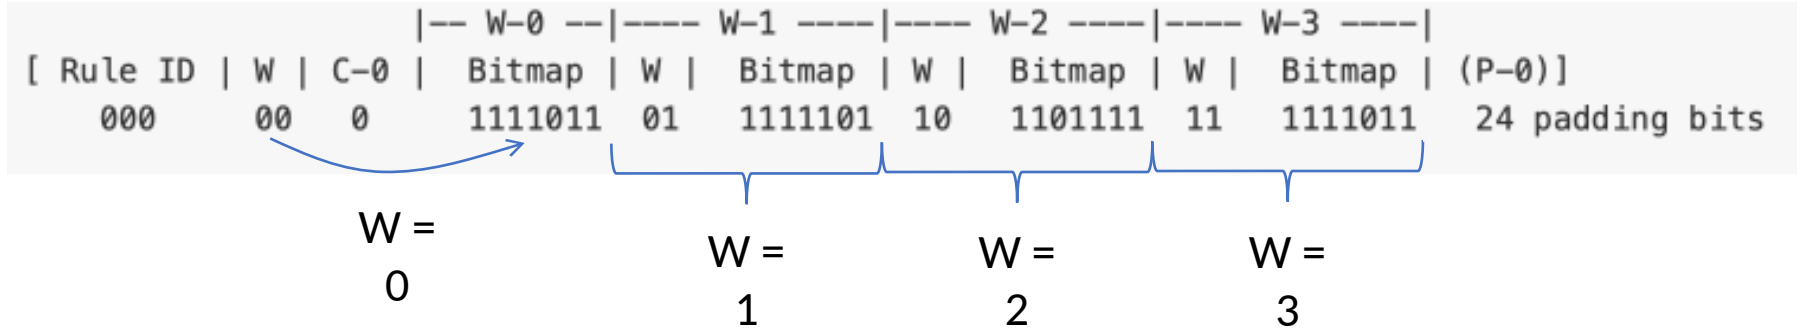 |-- W-0 --|---- W-1 ----|---- W-2 ----|---- W-3 ----|
[ Rule ID | W | C-0 | Bitmap | W | Bitmap | W | Bitmap | W | Bitmap | (P-0)]
000 00 0 1111011 01 1111101 10 1101111 11 1111011 24 padding bits
W =
0
W =
1
W =
2
W =
3